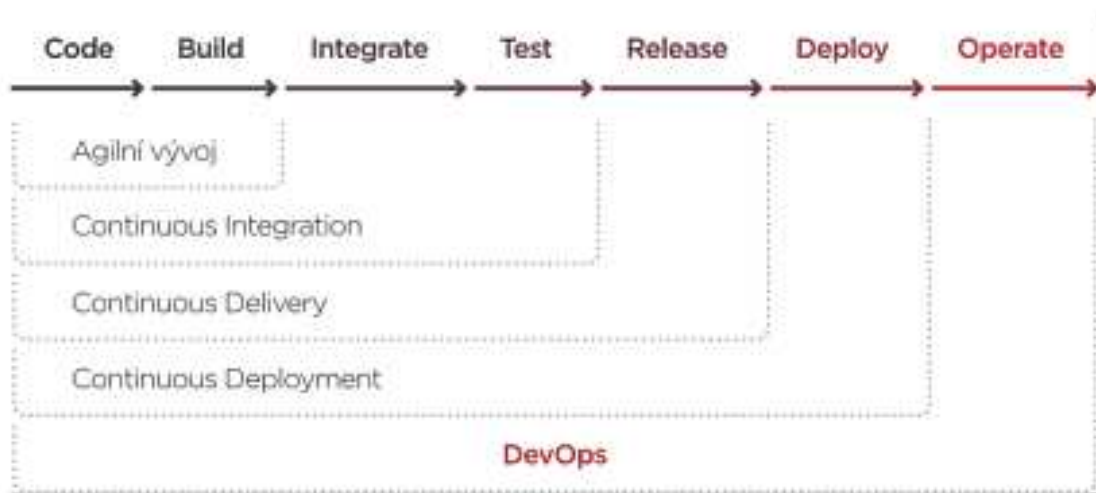 Code Build Integrate Test Release Deploy Operate
Agilní vývoj
Continuous Integration
Continuous Delivery
Continuous Deployment
DevOps